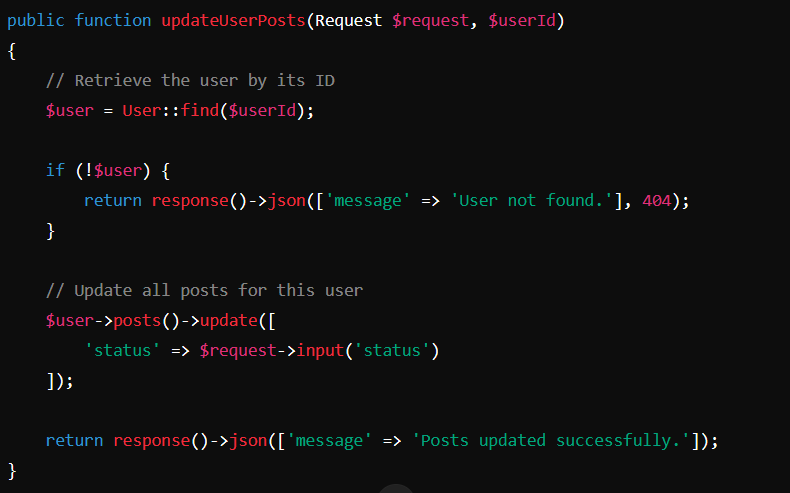 public function updateUserPosts(Request $request, $userId)
{
    // Retrieve the user by its ID
    $user = User::find($userId);

    if (!$user) {
        return response()->json(['message' => 'User not found.'], 404);
    }

    // Update all posts for this user
    $user->posts()->update([
        'status' => $request->input('status')
    ]);

    return response()->json(['message' => 'Posts updated successfully.']);
}